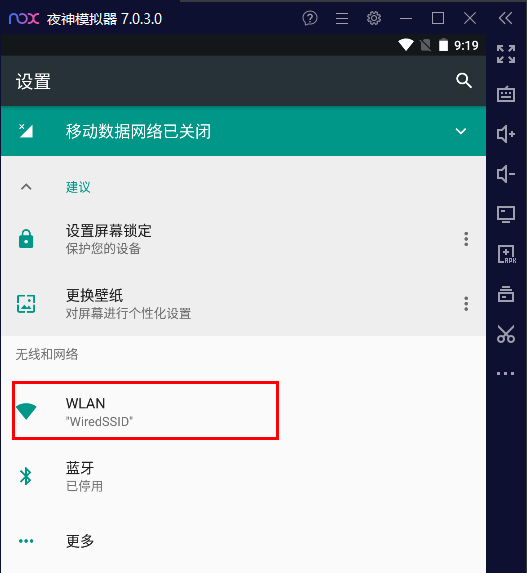 nox 夜神模拟器 7.0.3.0
9:19
设置
移动数据网络已关闭
建议
设置屏幕锁定
保护您的设备
更换壁纸
对屏幕进行个性化设置
无线和网络
WLAN
"WiredSSID"
蓝牙
已停用
更多
APK